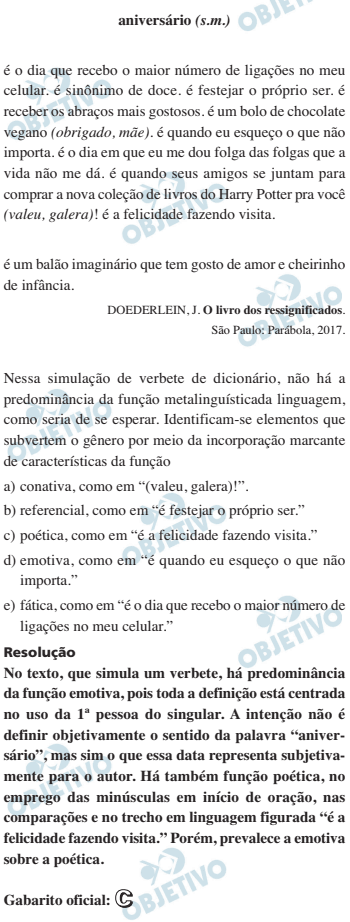 aniversário (s.m.)
é o dia que recebo o maior número de ligações no meu
celular. é sinônimo de doce. é festejar o próprio ser. é
receber os abraços mais gostosos. é um bolo de chocolate
vegano (obrigado, mãe). é quando eu esqueço o que não
importa. é o dia em que eu me dou folga das folgas que a
vida não me dá. é quando seus amigos se juntam para
comprar a nova coleção de livros do Harry Potter pra você
(valeu, galera)! é a felicidade fazendo visita.
é um balão imaginário que tem gosto de amor e cheirinho
de infância.
DOEDERLEIN, J. O livro dos ressignificados.
São Paulo: Parábola, 2017.
Nessa simulação de verbete de dicionário, não há a
predominância da função metalinguísticada linguagem,
como seria de se esperar. Identificam-se elementos que
subvertem o gênero por meio da incorporação marcante
de características da função
a) conativa, como em “(valeu, galera)!”.
b) referencial, como em “é festejar o próprio ser.”
c) poética, como em “é a felicidade fazendo visita.”
d) emotiva, como em “é quando eu esqueço o que não
importa.”
e) fática, como em “é o dia que recebo o maior número de
ligações no meu celular.”
Resolução
No texto, que simula um verbete, há predominância
da função emotiva, pois toda a definição está centrada
no uso da 1ª pessoa do singular. A intenção não é
definir objetivamente o sentido da palavra “aniver-
sário”, mas sim o que essa data representa subjetiva-
mente para o autor. Há também função poética, no
emprego das minúsculas em início de oração, nas
comparações e no trecho em linguagem figurada “é a
felicidade fazendo visita.” Porém, prevalece a emotiva
sobre a poética.
Gabarito oficial: C